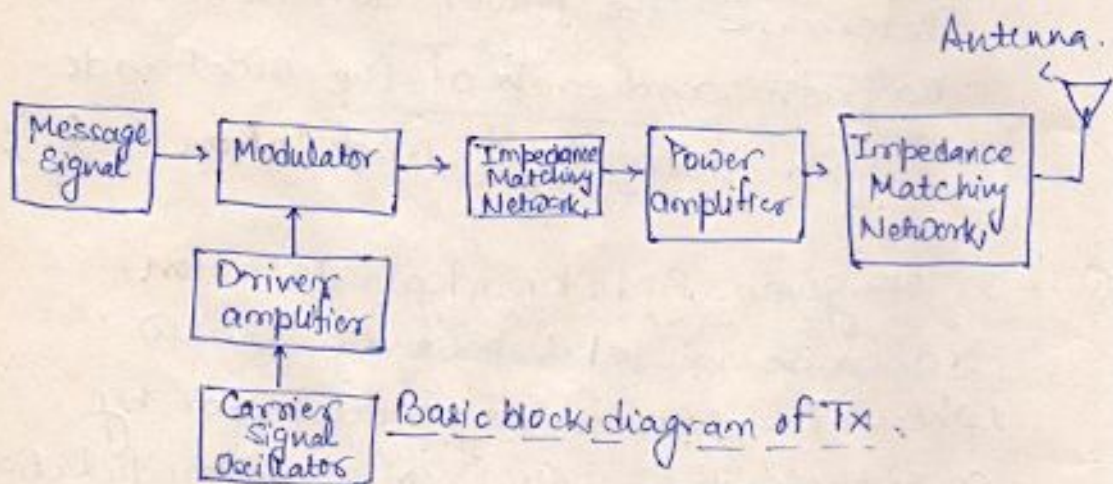 Antenna.
Message
Signal
Modulator
Impedance
Matching
Network
Power
amplifier
Impedance
Matching
Network
Driver
amplifier
Carrier
Signal
Oscillator
Basic block diagram of Tx.